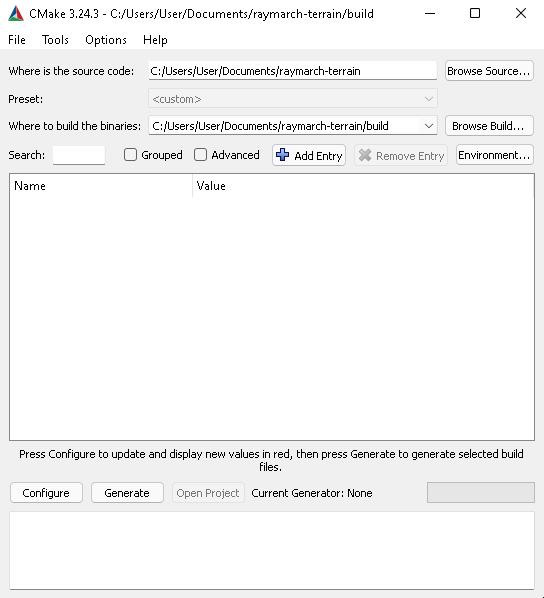 CMake 3.24.3 - C:/Users/User/Documents/raymarch-terrain/build
File Tools Options Help
Where is the source code: C:/Users/User/Documents/raymarch-terrain Browse Source...
Preset: <custom>
Where to build the binaries: C:/Users/User/Documents/raymarch-terrain/build Browse Build...
Search: Grouped Advanced Add Entry Remove Entry Environment...
Name Value
Press Configure to update and display new values in red, then press Generate to generate selected build
files.
Configure Generate Open Project Current Generator: None